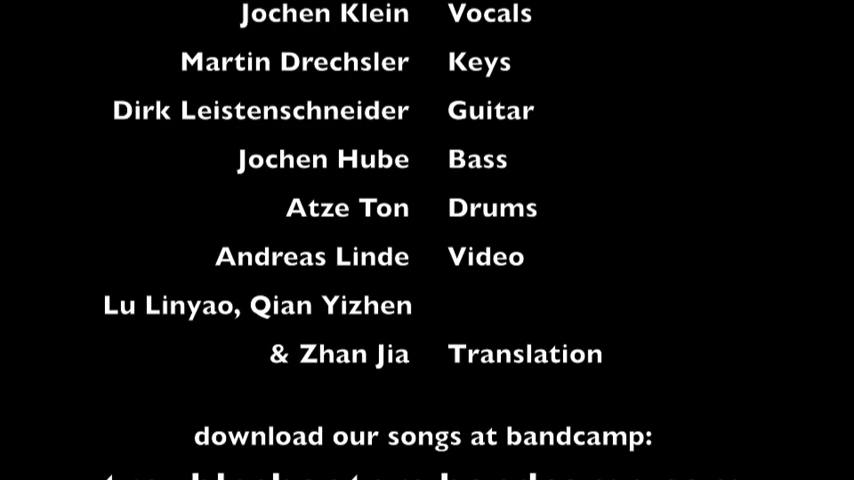 Jochen Klein Vocals
Martin Drechsler Keys
Dirk Leistenschneider Guitar
Jochen Hube Bass
Atze Ton Drums
Andreas Linde Video
Lu Linyao, Qian Yizhen
& Zhan Jia Translation
download our songs at bandcamp: